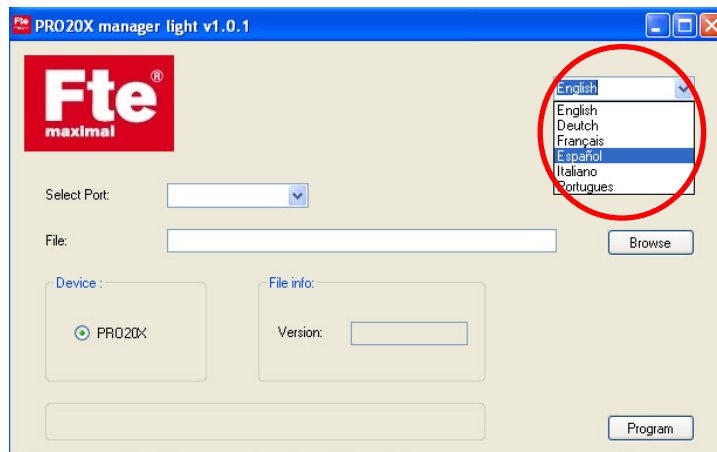 Fte PRO20X manager light v1.0.1
Fte®
maximal
English
English
Deutch
Français
Español
Italiano
Portugues
Select Port:
File:
Browse
Device :
File info:
PRO20X
Version:
Program